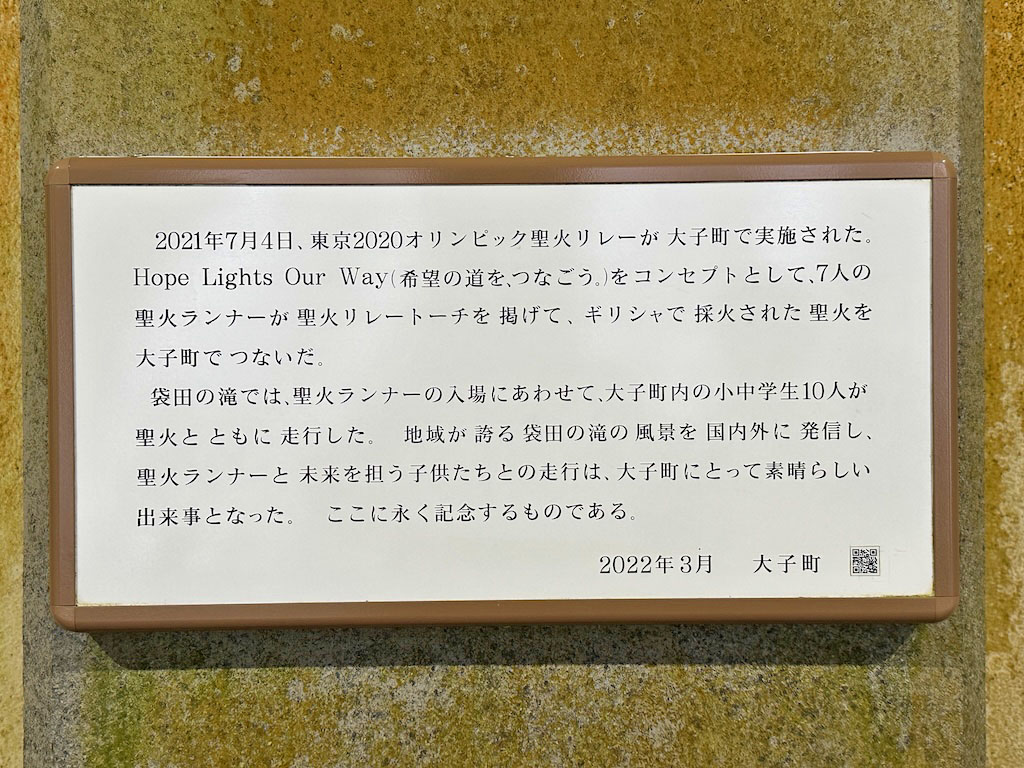 2021年7月4日、東京2020オリンピック聖火リレーが 大子町で実施された。
Hope Lights Our Way(希望の道を、つなごう。)をコンセプトとして、7人の
聖火ランナーが 聖火リレートーチを 掲げて、ギリシャで 採火された 聖火を
大子町で つないだ。
袋田の滝では、聖火ランナーの入場にあわせて、大子町内の小中学生10人が
聖火と ともに 走行した。 地域が 誇る 袋田の滝の 風景を 国内外に 発信し、
聖火ランナーと 未来を担う子供たちとの走行は、大子町にとって素晴らしい
出来事となった。 ここに永く記念するものである。
2022年3月 大子町